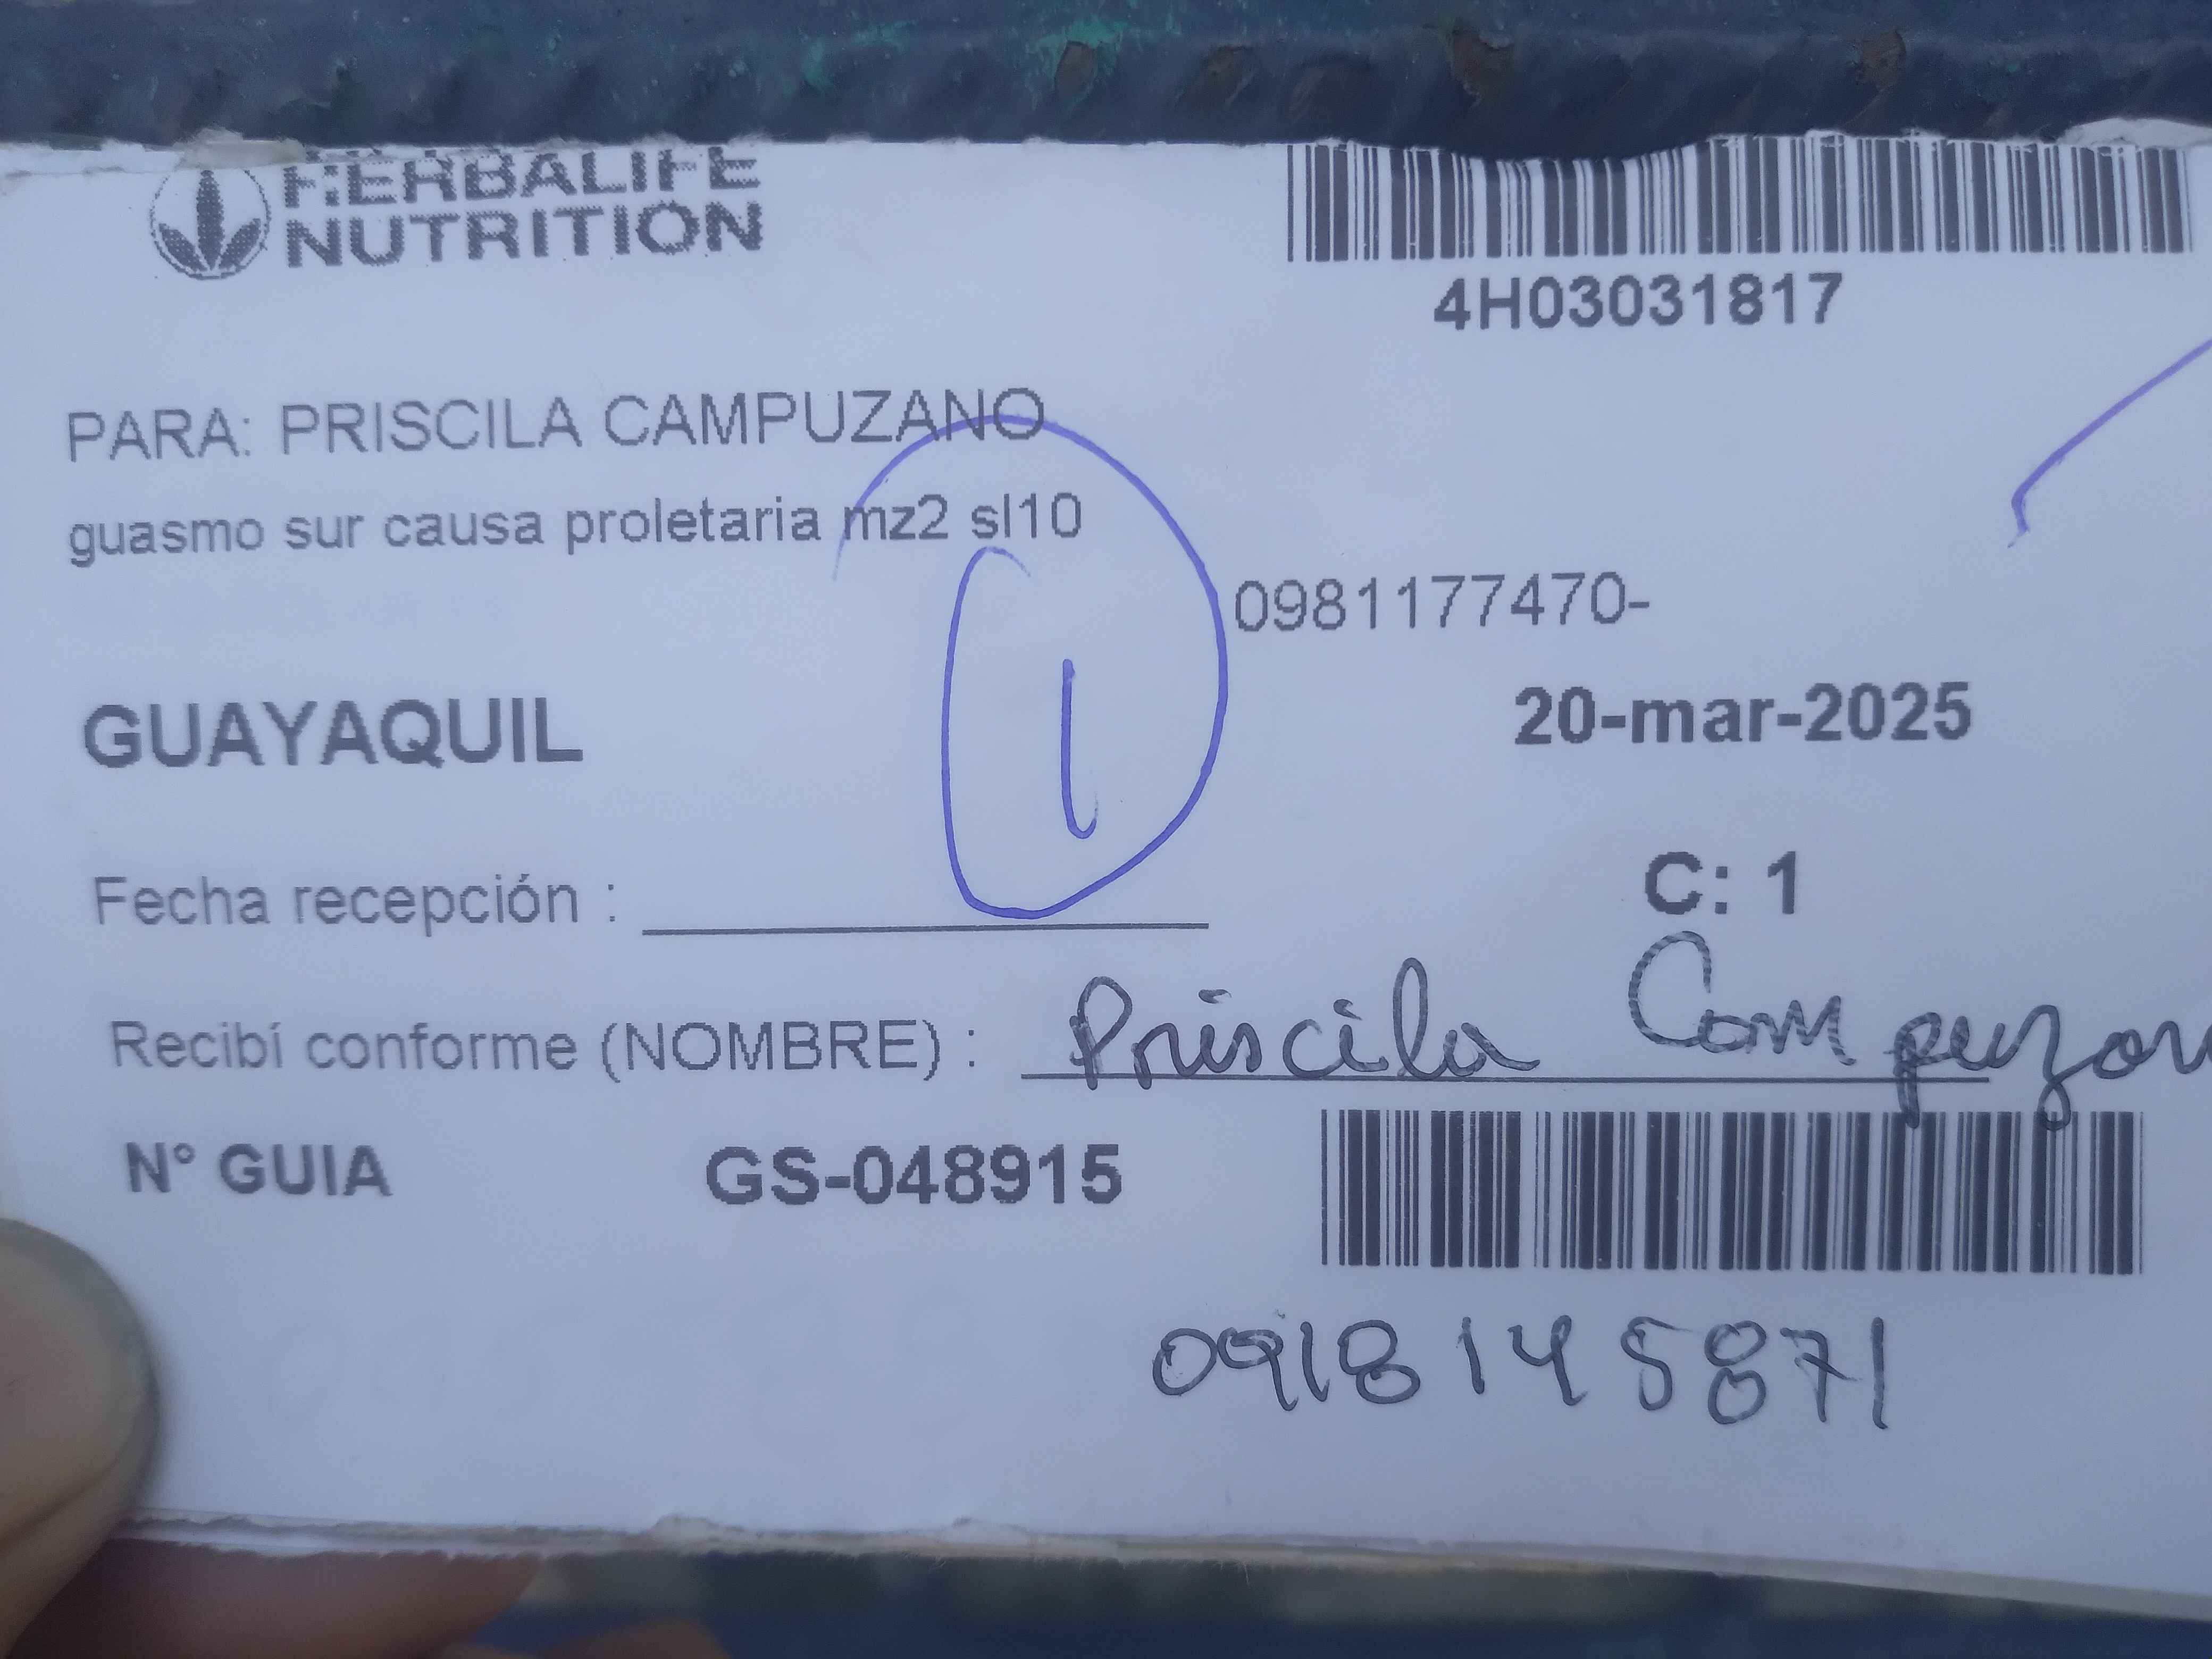 HERBALIFE
NUTRITION
4H03031817
PARA: PRISCILA CAMPUZANO
guasmo sur causa proletaria mz2 sl10
0981177470-
1
GUAYAQUIL
20-mar-2025
Fecha recepción :
C: 1
Recibí conforme (NOMBRE) : Priscila Campuzan
N° GUIA GS-048915
0918145871